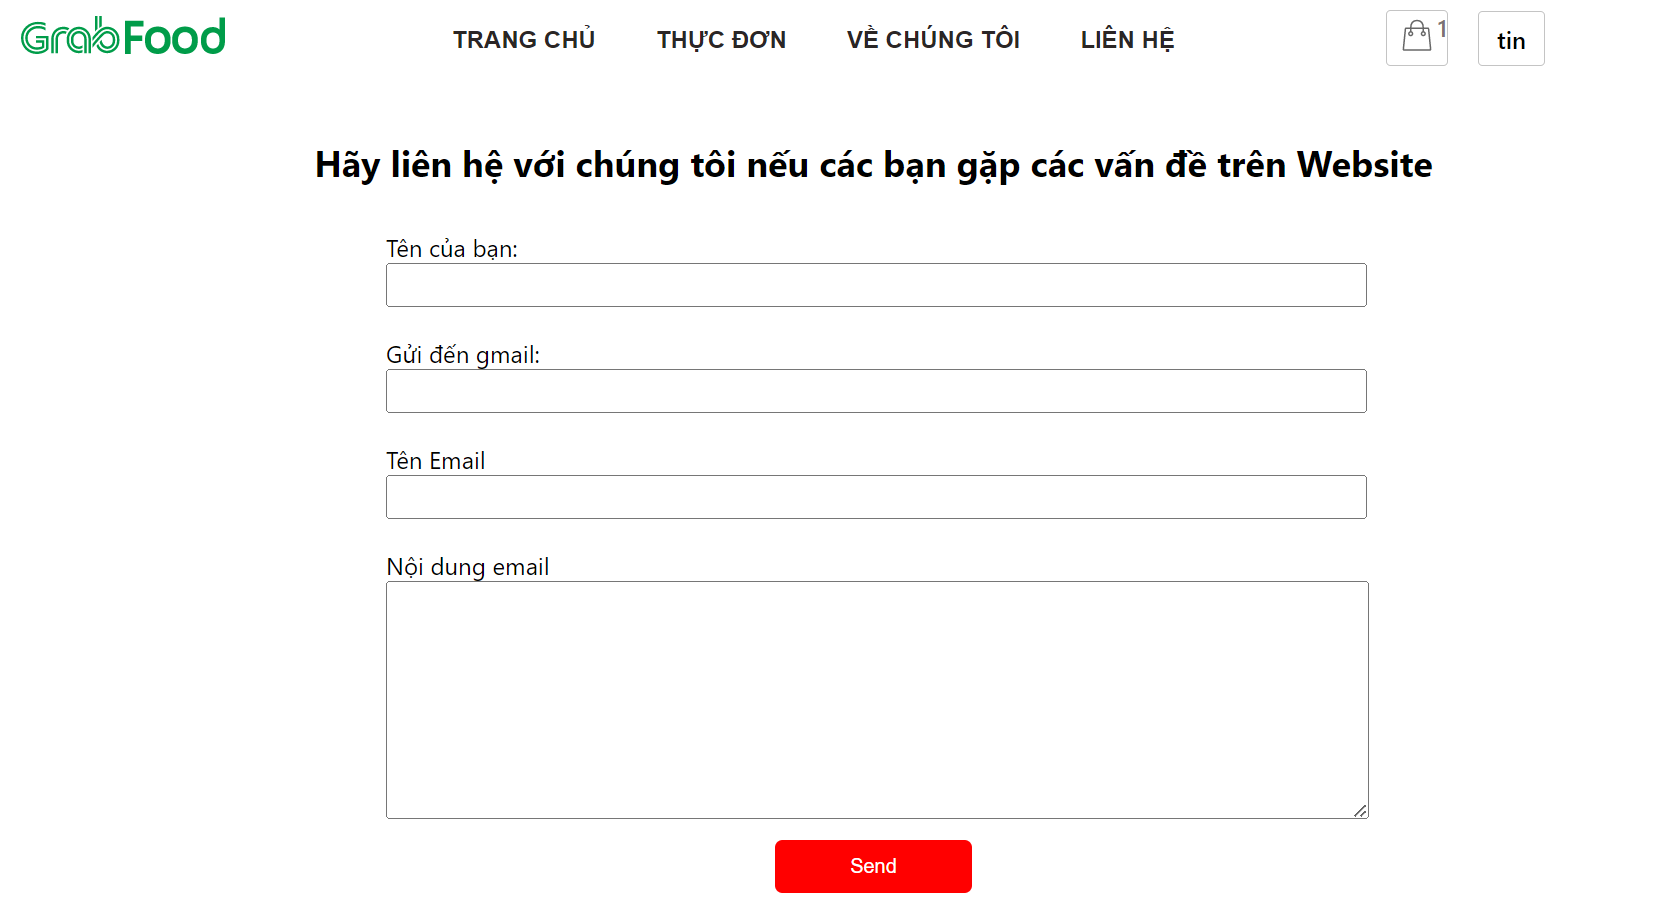 GrabFood
TRANG CHỦ THỰC ĐƠN VỀ CHÚNG TÔI LIÊN HỆ 1 tin
Hãy liên hệ với chúng tôi nếu các bạn gặp các vấn đề trên Website
Tên của bạn:
Gửi đến gmail:
Tên Email
Nội dung email
Send